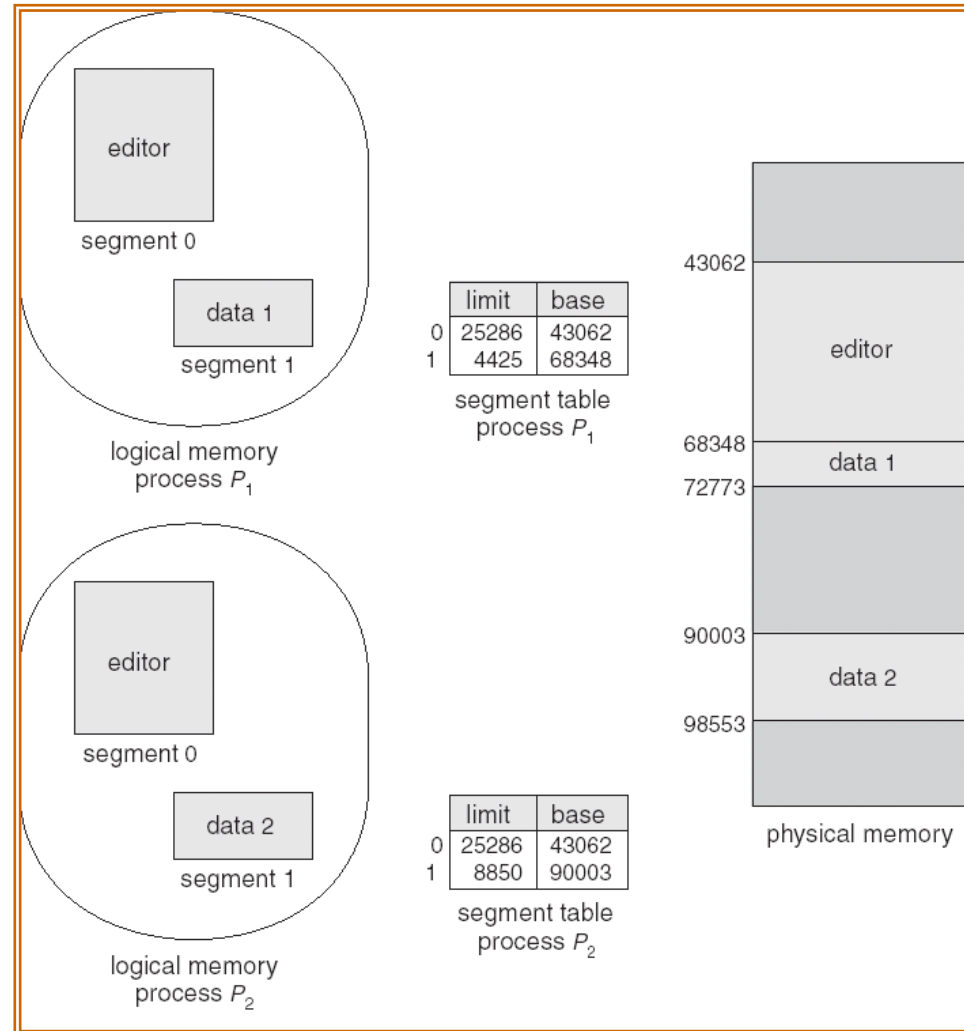 editor
segment 0
data 1
segment 1
logical memory
process P1
limit base
0 25286 43062
1 4425 68348
segment table
process P1
editor
segment 0
data 2
segment 1
logical memory
process P2
limit base
0 25286 43062
1 8850 90003
segment table
process P2
43062
editor
68348
data 1
72773
90003
data 2
98553
physical memory